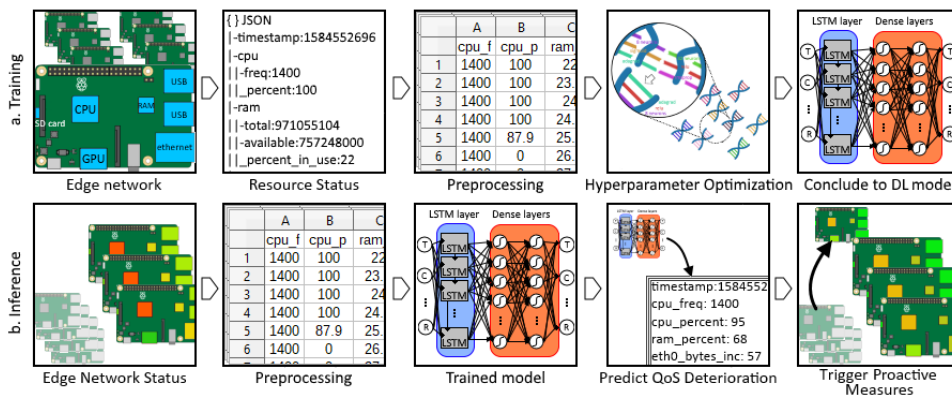 a. Training
CPU
RAM
USB
USB
SD card
GPU
ethernet
Edge network
{ } JSON
|-timestamp:1584552696
|-cpu
||-freq:1400
||_percent:100
|-ram
||-total:971055104
||-available:757248000
||_percent_in_use:22
Resource Status
A B C
cpu_f cpu_p ram
1 1400 100 22
2 1400 100 23.
3 1400 100 24
4 1400 100 24.
5 1400 87.9 25.
6 1400 0 26.
Preprocessing
Hyperparameter Optimization
LSTM layer Dense layers
T
LSTM
C
LSTM
LSTM
R
LSTM
T
C
R
Conclude to DL model
b. Inference
Edge Network Status
A B C
cpu_f cpu_p ram_
1 1400 100 22
2 1400 100 23.
3 1400 100 24
4 1400 100 24.
5 1400 87.9 25.
6 1400 0 26.
Preprocessing
LSTM layer Dense layers
T
LSTM
C
LSTM
LSTM
R
LSTM
T
C
R
Trained model
LSTM layer Dense layers
timestamp:1584552
cpu_freq: 1400
cpu_percent: 95
ram_percent: 68
eth0_bytes_inc: 57
Predict QoS Deterioration
Trigger Proactive
Measures